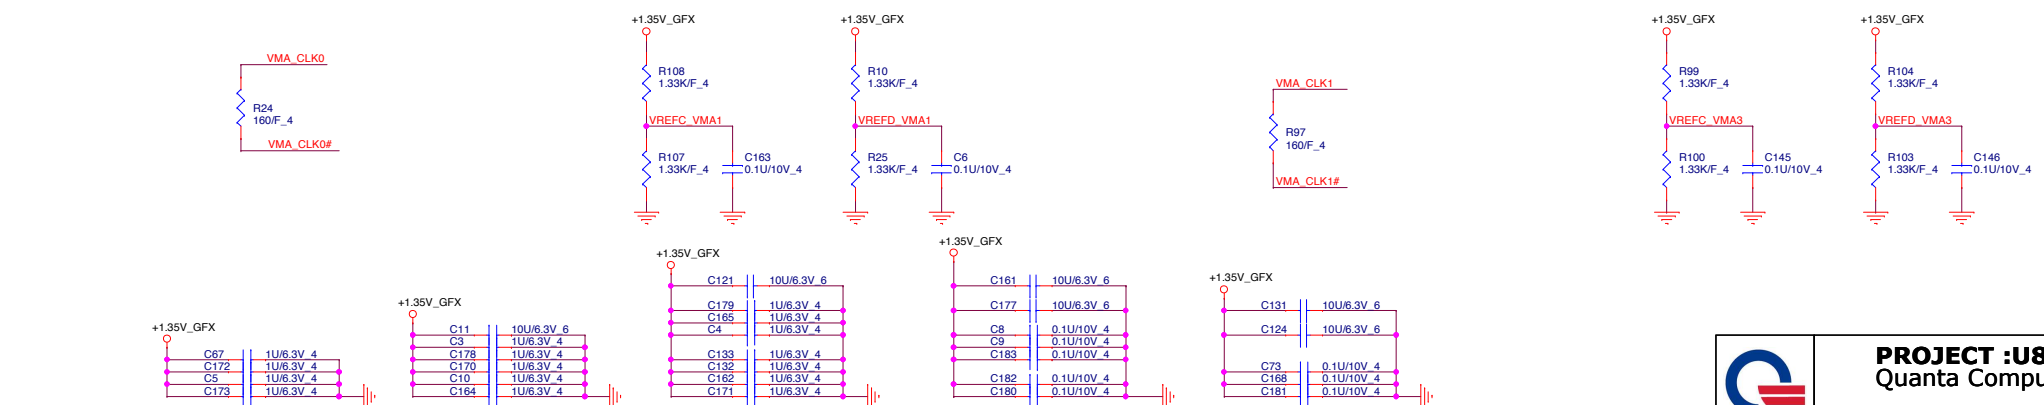 +1.35V_GFX
+1.35V_GFX
+1.35V_GFX
+1.35V_GFX
VMA_CLK0
R24
160/F_4
VMA_CLK0#
R108
1.33K/F_4
VREFC_VMA1
R107
1.33K/F_4
C163
0.1U/10V_4
R10
1.33K/F_4
VREFD_VMA1
R25
1.33K/F_4
C6
0.1U/10V_4
VMA_CLK1
R97
160/F_4
VMA_CLK1#
R99
1.33K/F_4
VREFC_VMA3
R100
1.33K/F_4
C145
0.1U/10V_4
R104
1.33K/F_4
VREFD_VMA3
R103
1.33K/F_4
C146
0.1U/10V_4
+1.35V_GFX
C67 1U/6.3V_4
C172 1U/6.3V_4
C5 1U/6.3V_4
C173 1U/6.3V_4
+1.35V_GFX
C11 10U/6.3V_6
C3 1U/6.3V_4
C178 1U/6.3V_4
C170 1U/6.3V_4
C10 1U/6.3V_4
C164 1U/6.3V_4
+1.35V_GFX
C121 10U/6.3V_6
C179 1U/6.3V_4
C165 1U/6.3V_4
C4 1U/6.3V_4
C133 1U/6.3V_4
C132 1U/6.3V_4
C162 1U/6.3V_4
C171 1U/6.3V_4
+1.35V_GFX
C161 10U/6.3V_6
C177 10U/6.3V_6
C8 0.1U/10V_4
C9 0.1U/10V_4
C183 0.1U/10V_4
C182 0.1U/10V_4
C180 0.1U/10V_4
+1.35V_GFX
C131 10U/6.3V_6
C124 10U/6.3V_6
C73 0.1U/10V_4
C168 0.1U/10V_4
C181 0.1U/10V_4
PROJECT :U8
Quanta Compu